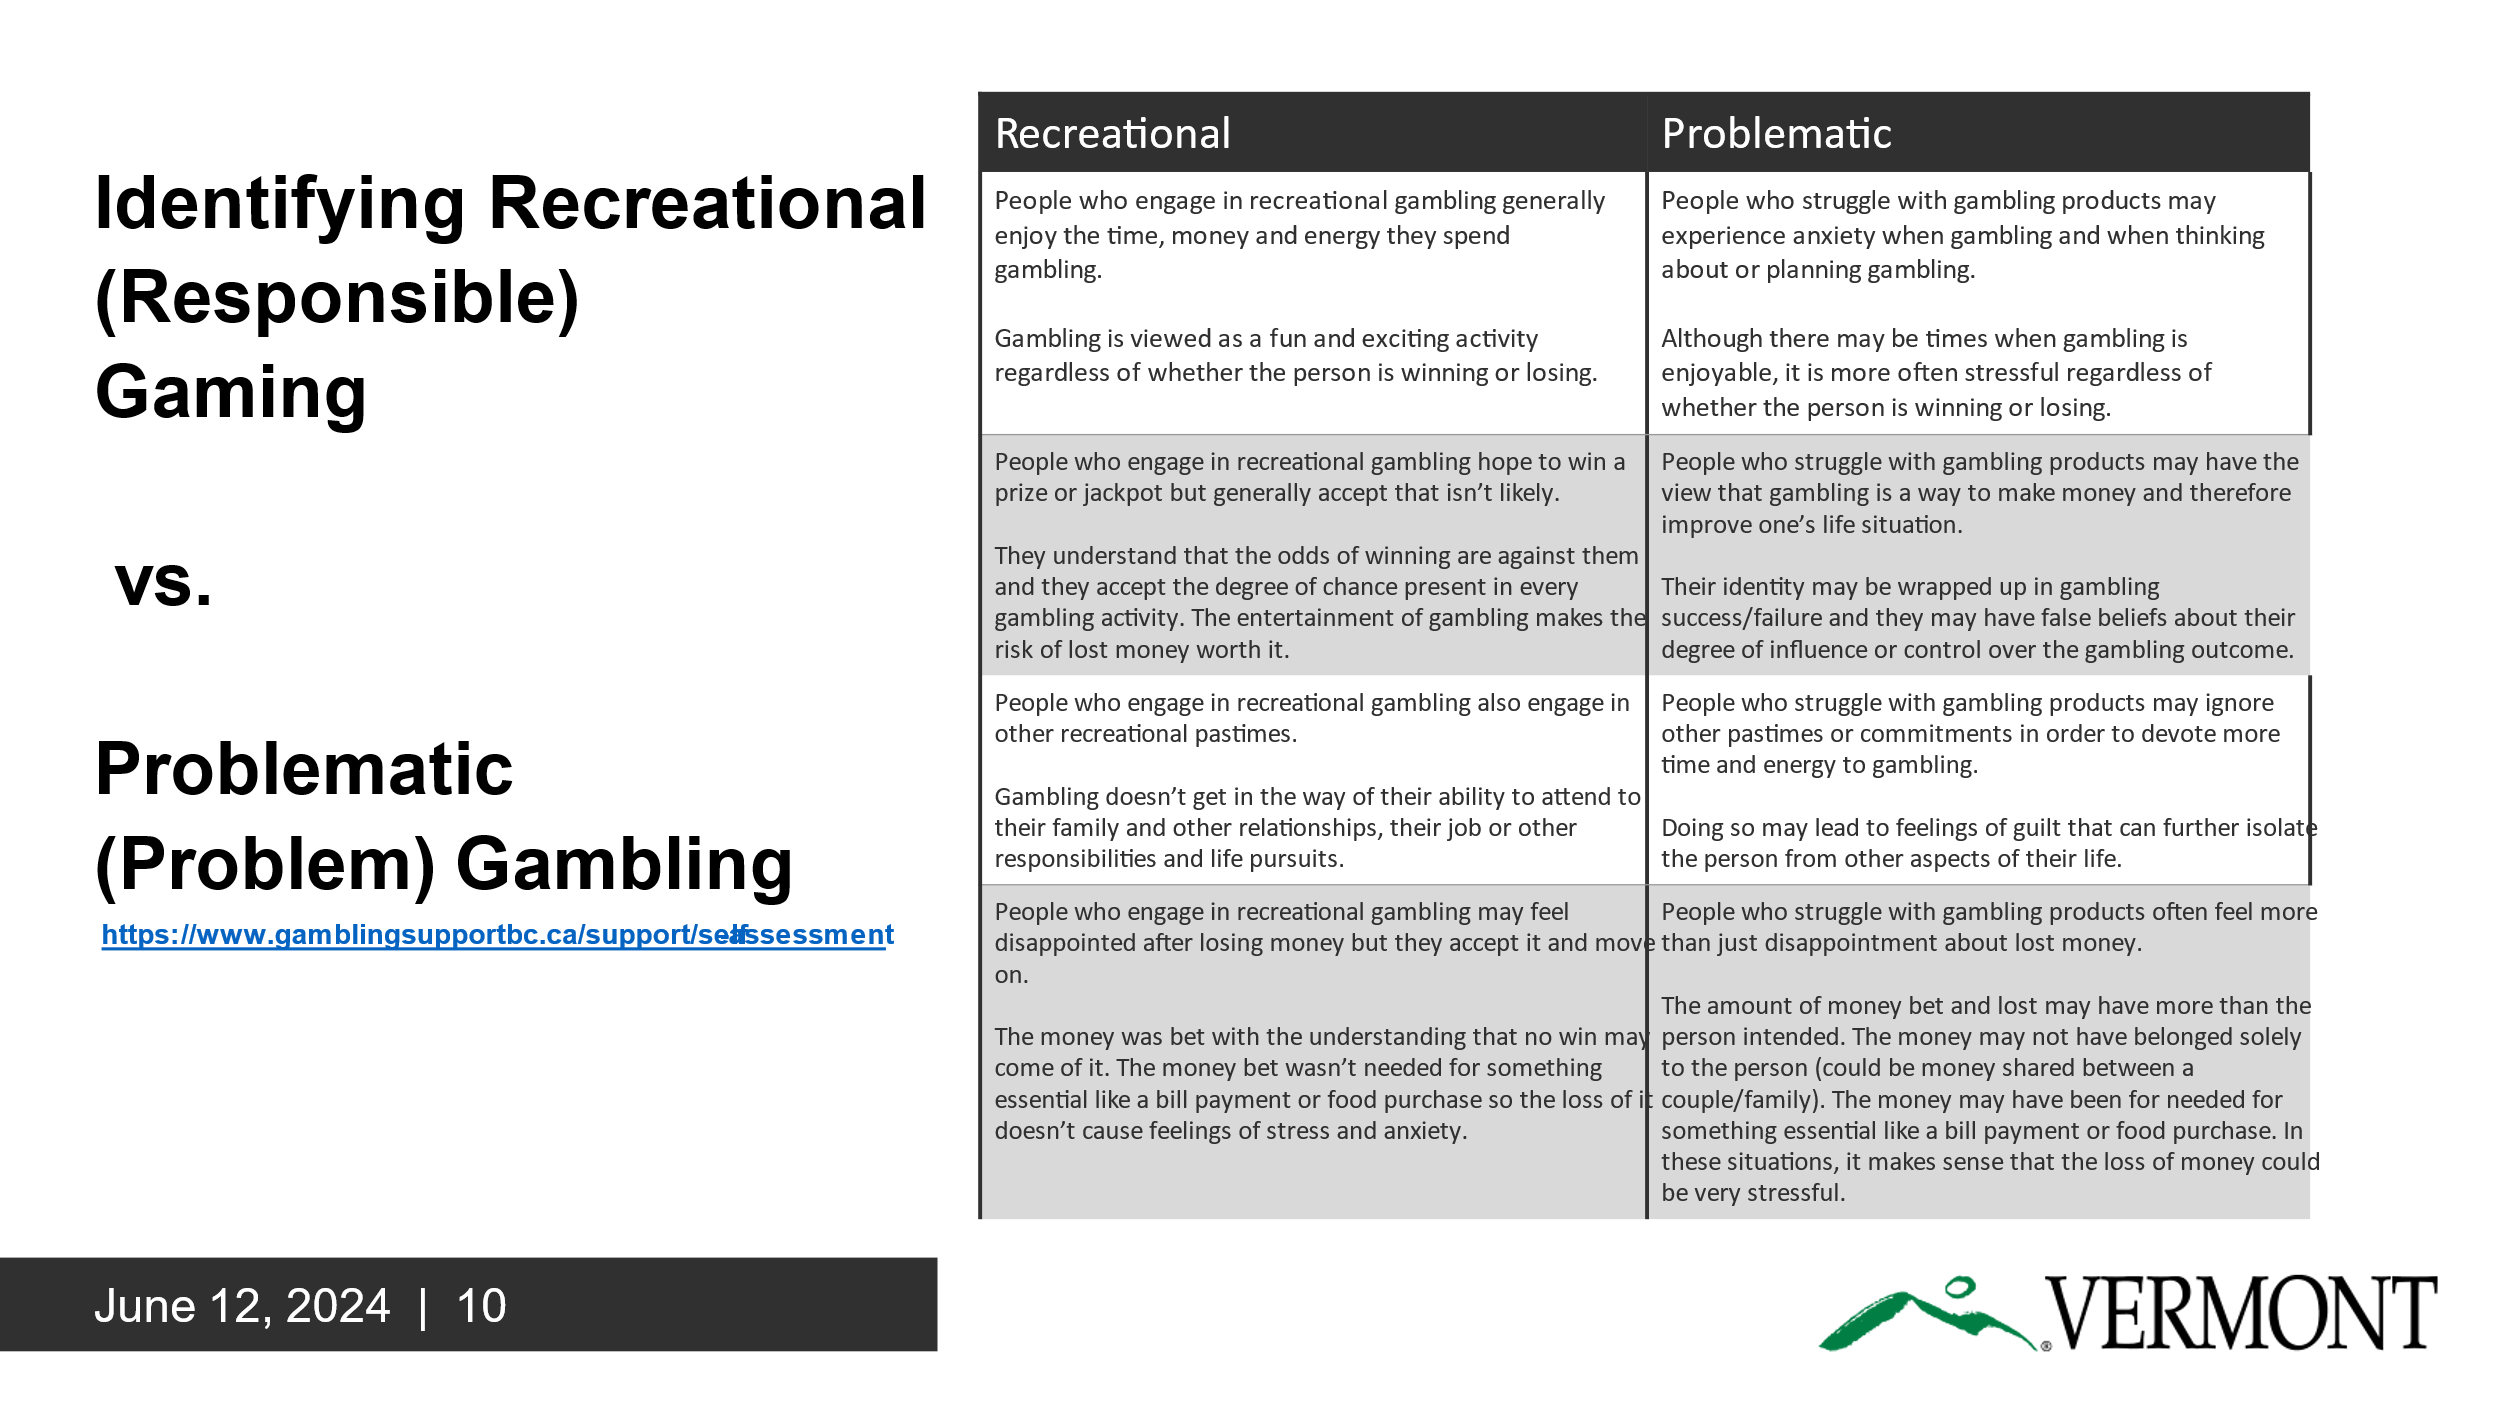 Identifying Recreational
(Responsible)
Gaming
vs.
Problematic
(Problem) Gambling
https://www.gamblingsupportbc.ca/support/self-assessment
Recreational
Problematic
People who engage in recreational gambling generally
enjoy the time, money and energy they spend
gambling.
Gambling is viewed as a fun and exciting activity
regardless of whether the person is winning or losing.
People who struggle with gambling products may
experience anxiety when gambling and when thinking
about or planning gambling.
Although there may be times when gambling is
enjoyable, it is more often stressful regardless of
whether the person is winning or losing.
People who engage in recreational gambling hope to win a
prize or jackpot but generally accept that isn’t likely.
They understand that the odds of winning are against them
and they accept the degree of chance present in every
gambling activity. The entertainment of gambling makes the
risk of lost money worth it.
People who struggle with gambling products may have the
view that gambling is a way to make money and therefore
improve one’s life situation.
Their identity may be wrapped up in gambling
success/failure and they may have false beliefs about their
degree of influence or control over the gambling outcome.
People who engage in recreational gambling also engage in
other recreational pastimes.
Gambling doesn’t get in the way of their ability to attend to
their family and other relationships, their job or other
responsibilities and life pursuits.
People who struggle with gambling products may ignore
other pastimes or commitments in order to devote more
time and energy to gambling.
Doing so may lead to feelings of guilt that can further isolate
the person from other aspects of their life.
People who engage in recreational gambling may feel
disappointed after losing money but they accept it and move
on.
The money was bet with the understanding that no win may
come of it. The money bet wasn’t needed for something
essential like a bill payment or food purchase so the loss of it
doesn’t cause feelings of stress and anxiety.
People who struggle with gambling products often feel more
than just disappointment about lost money.
The amount of money bet and lost may have more than the
person intended. The money may not have belonged solely
to the person (could be money shared between a
couple/family). The money may have been for needed for
something essential like a bill payment or food purchase. In
these situations, it makes sense that the loss of money could
be very stressful.
June 12, 2024 | 10
®VERMONT